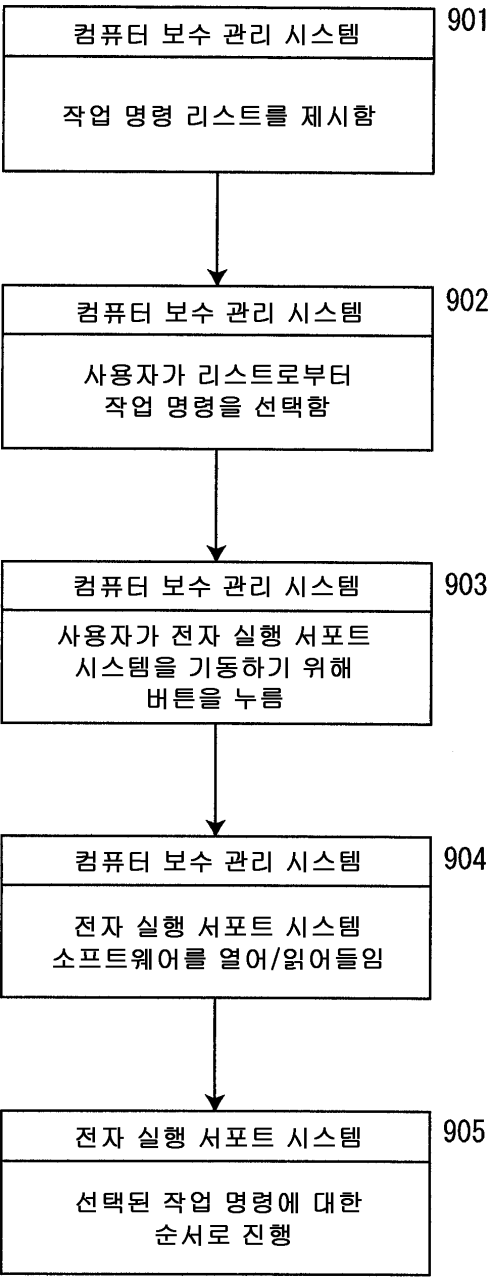 컴퓨터 보수 관리 시스템
901
작업 명령 리스트를 제시함
컴퓨터 보수 관리 시스템
902
사용자가 리스트로부터
작업 명령을 선택함
컴퓨터 보수 관리 시스템
903
사용자가 전자 실행 서포트
시스템을 기동하기 위해
버튼을 누름
컴퓨터 보수 관리 시스템
904
전자 실행 서포트 시스템
소프트웨어를 열어/읽어들임
전자 실행 서포트 시스템
905
선택된 작업 명령에 대한
순서로 진행